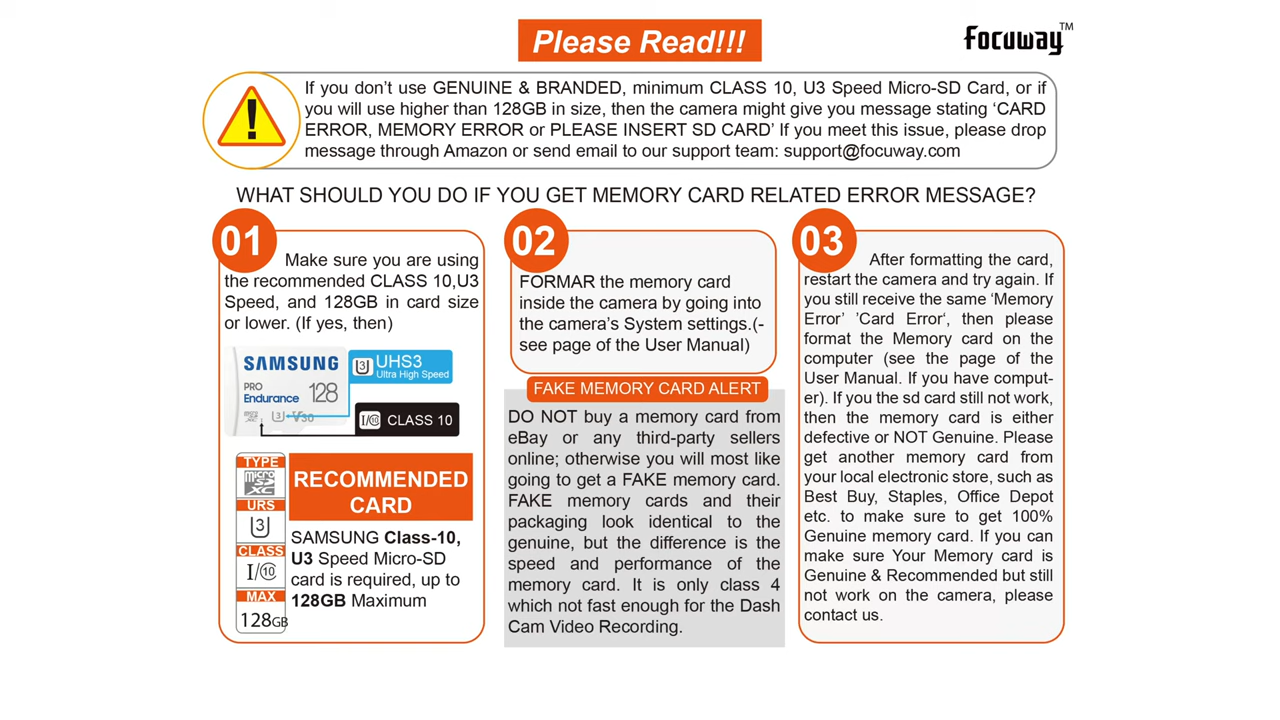 Please Read!!!
Focuway™
If you don't use GENUINE & BRANDED, minimum CLASS 10, U3 Speed Micro-SD Card, or if
you will use higher than 128GB in size, then the camera might give you message stating ‘CARD
ERROR, MEMORY ERROR or PLEASE INSERT SD CARD’ If you meet this issue, please drop
message through Amazon or send email to our support team: support@focuway.com
WHAT SHOULD YOU DO IF YOU GET MEMORY CARD RELATED ERROR MESSAGE?
01
Make sure you are using
the recommended CLASS 10,U3
Speed, and 128GB in card size
or lower. (If yes, then)
SAMSUNG
PRO
Endurance
128
V30
U3
UHS3
Ultra High Speed
I/⑩ CLASS 10
TYPE
micro SD XC
URS
3
CLASS
I/⑩
MAX
128GB
RECOMMENDED
CARD
SAMSUNG Class-10,
U3 Speed Micro-SD
card is required, up to
128GB Maximum
02
FORMAR the memory card
inside the camera by going into
the camera’s System settings.(-
see page of the User Manual)
FAKE MEMORY CARD ALERT
DO NOT buy a memory card from
eBay or any third-party sellers
online; otherwise you will most like
going to get a FAKE memory card.
FAKE memory cards and their
packaging look identical to the
genuine, but the difference is the
speed and performance of the
memory card. It is only class 4
which not fast enough for the Dash
Cam Video Recording.
03
After formatting the card,
restart the camera and try again. If
you still receive the same ‘Memory
Error’ ’Card Error‘, then please
format the Memory card on the
computer (see the page of the
User Manual. If you have comput-
er). If you the sd card still not work,
then the memory card is either
defective or NOT Genuine. Please
get another memory card from
your local electronic store, such as
Best Buy, Staples, Office Depot
etc. to make sure to get 100%
Genuine memory card. If you can
make sure Your Memory card is
Genuine & Recommended but still
not work on the camera, please
contact us.